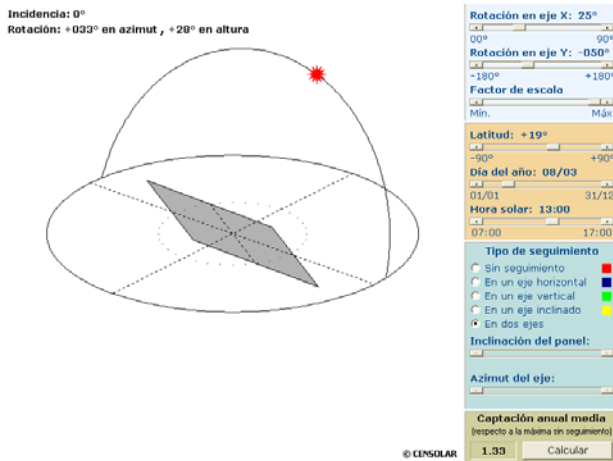 Incidencia: 0°
Rotación: +033° en azimut , +28° en altura
Rotación en eje X: 25°
00° 90°
Rotación en eje Y: -050°
-180° +180°
Factor de escala
Min. Máx.
Latitud: +19°
-90° +90°
Día del año: 08/03
01/01 31/12
Hora solar: 13:00
07:00 17:00
Tipo de seguimiento
Sin seguimiento
En un eje horizontal
En un eje vertical
En un eje inclinado
En dos ejes
Inclinación del panel:
Azimut del eje:
Captación anual media
(respecto a la máxima sin seguimiento)
1.33 Calcular
© CENSOLAR